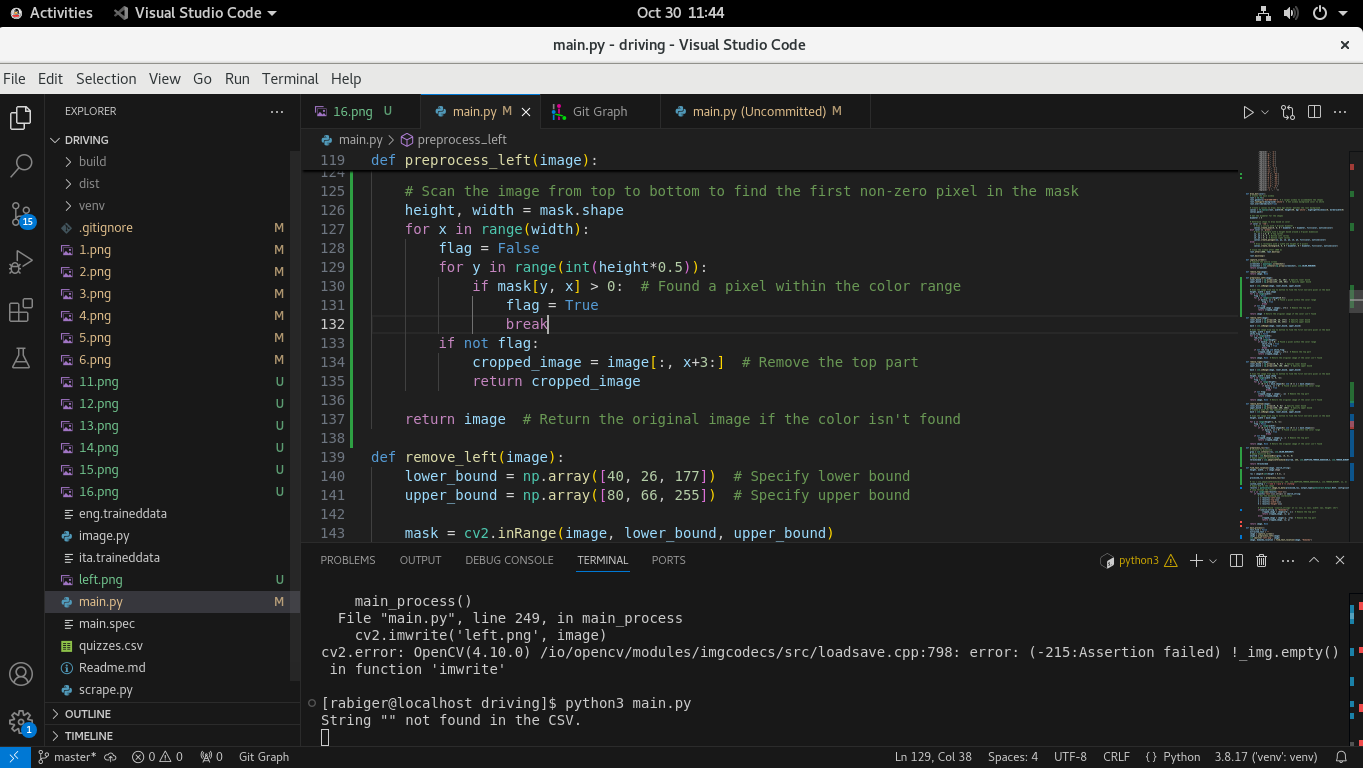 Activities Visual Studio Code Oct 30 11:44
main.py - driving - Visual Studio Code
File Edit Selection View Go Run Terminal Help
EXPLORER
DRIVING
build
dist
venv
.gitignore M
1.png M
2.png M
3.png M
4.png M
5.png M
6.png M
11.png U
12.png U
13.png U
14.png U
15.png U
16.png U
eng.traineddata
image.py
ita.traineddata
left.png U
main.py M
main.spec
quizzes.csv
Readme.md
scrape.py
OUTLINE
TIMELINE
15
1
16.png U main.py M Git Graph main.py (Uncommitted) M
main.py > preprocess_left
119 def preprocess_left(image):
124
125 # Scan the image from top to bottom to find the first non-zero pixel in the mask
126 height, width = mask.shape
127 for x in range(width):
128 flag = False
129 for y in range(int(height*0.5)):
130 if mask[y, x] > 0:  # Found a pixel within the color range
131 flag = True
132 break
133 if not flag:
134 cropped_image = image[:, x+3:]  # Remove the top part
135 return cropped_image
136
137 return image  # Return the original image if the color isn't found
138
139 def remove_left(image):
140 lower_bound = np.array([40, 26, 177])  # Specify lower bound
141 upper_bound = np.array([80, 66, 255])  # Specify upper bound
142
143 mask = cv2.inRange(image, lower_bound, upper_bound)
PROBLEMS OUTPUT DEBUG CONSOLE TERMINAL PORTS python3
main_process()
File "main.py", line 249, in main_process
cv2.imwrite('left.png', image)
cv2.error: OpenCV(4.10.0) /io/opencv/modules/imgcodecs/src/loadsave.cpp:798: error: (-215:Assertion failed) !_img.empty()
in function 'imwrite'
[rabiger@localhost driving]$ python3 main.py
String "" not found in the CSV.
master* 0 0 0 Git Graph Ln 129, Col 38 Spaces: 4 UTF-8 CRLF { } Python 3.8.17 ('venv': venv)